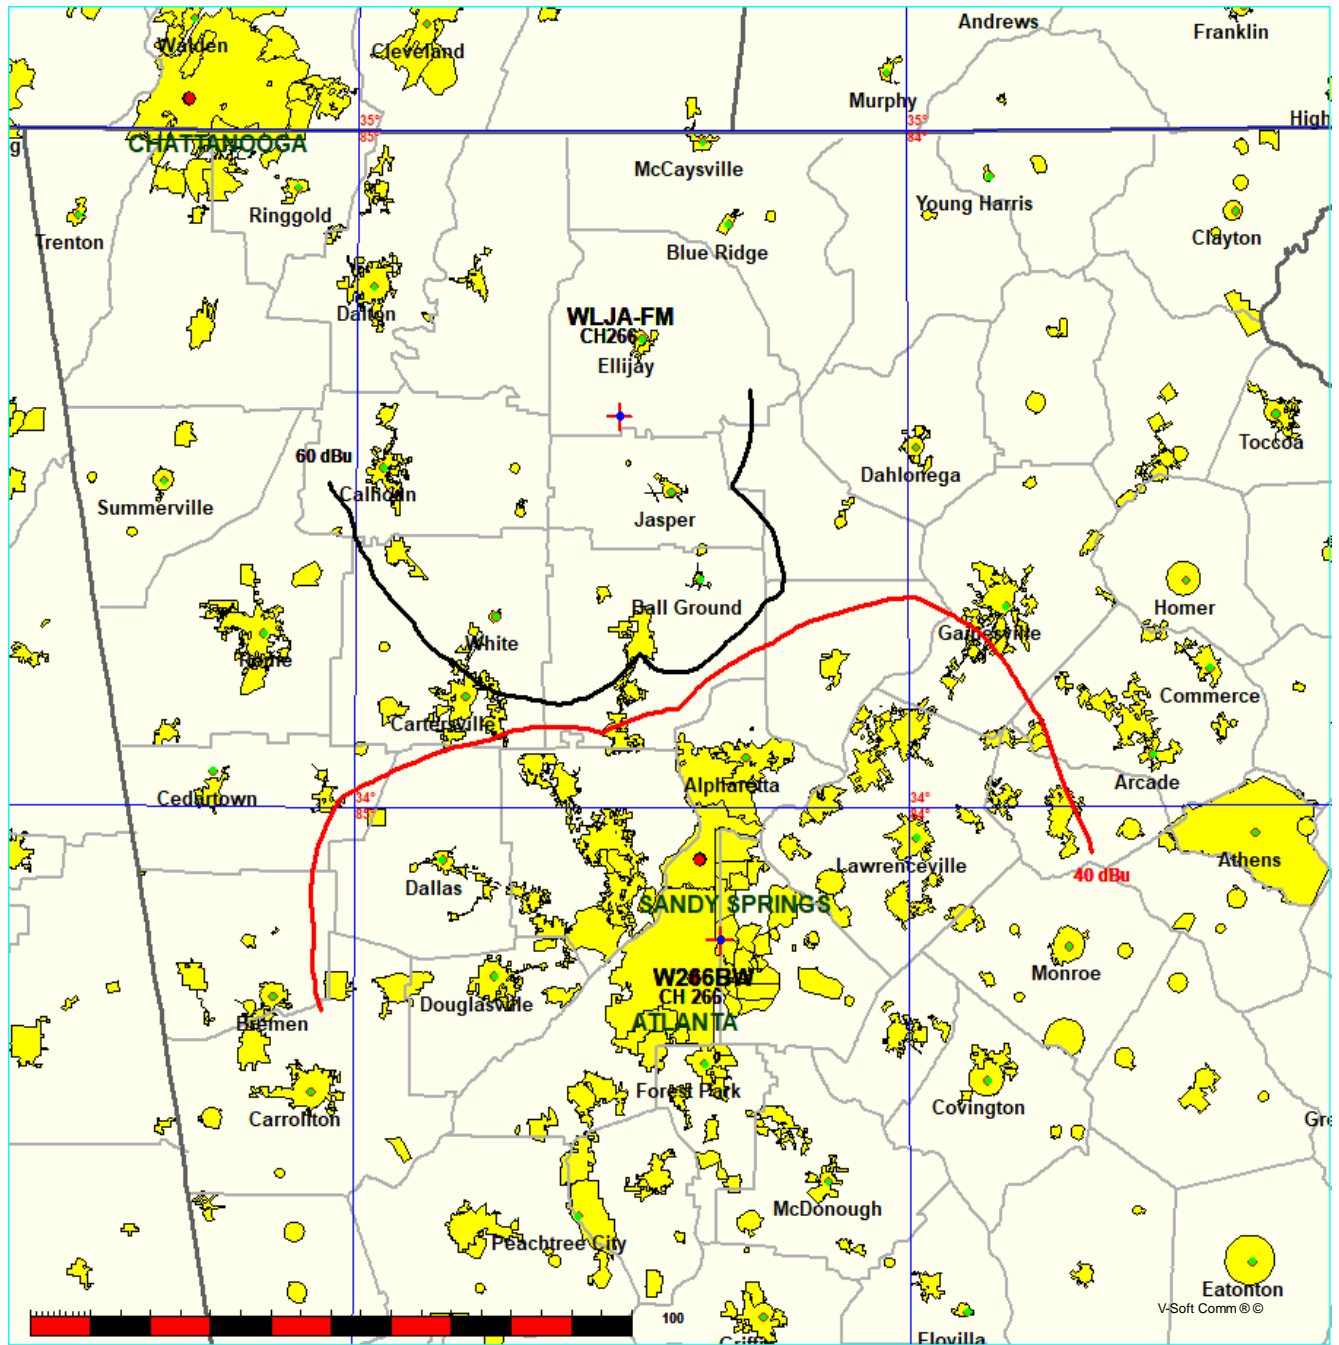 Andrews
Franklin
Walden
Cleveland
Murphy
High
35°
85°
35°
84°
CHATTANOOGA
g
McCaysville
Ringgold
Young Harris
Trenton
Blue Ridge
Clayton
Dalton
WLJA-FM
CH266
Ellijay
60 dBu
Calhoun
Dahlonega
Toccoa
Summerville
Jasper
Ball Ground
Homer
White
Gainesville
Rome
Commerce
Cartersville
Alpharetta
Arcade
Cedartown
34°
85°
34°
84°
Dallas
Lawrenceville
Athens
40 dBu
SANDY SPRINGS
W266BW
CH 266
Monroe
Douglasville
Bremen
ATLANTA
Forest Park
Covington
Carrollton
Gre
McDonough
Peachtree City
Eatonton
V-Soft Comm ® ©
100
Griffin
Flovilla